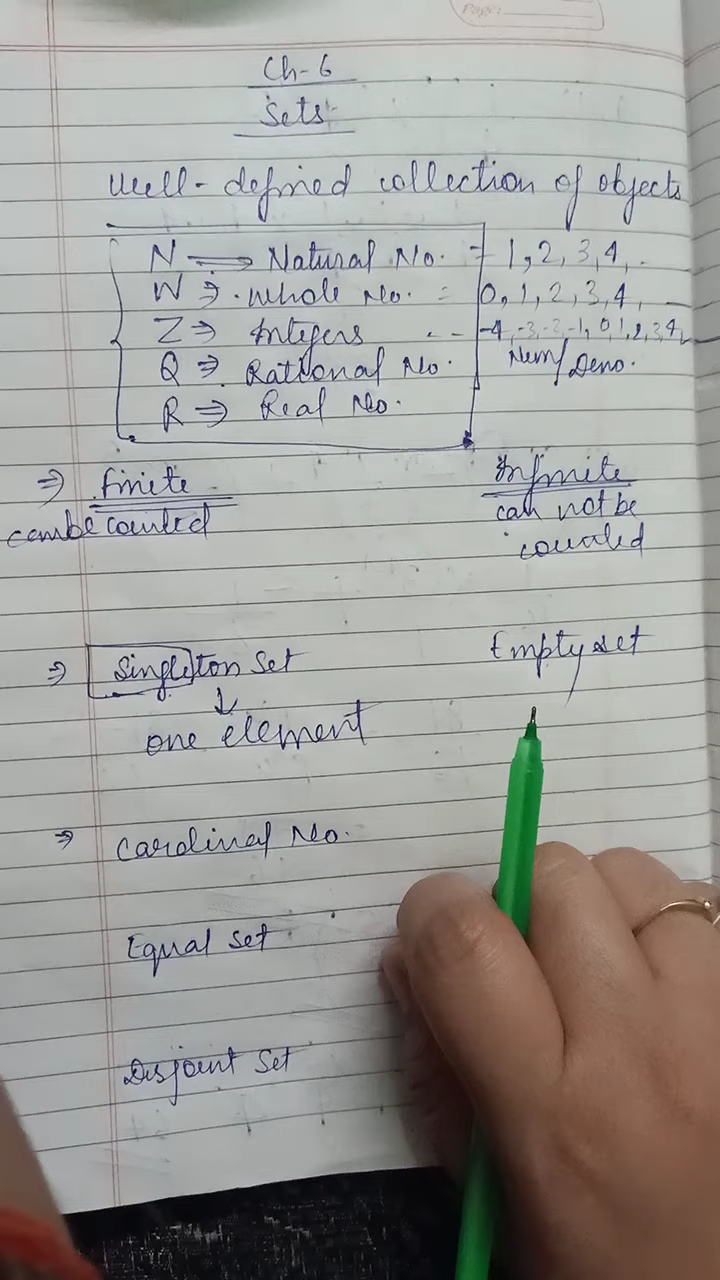 Page:
Ch-6
Sets
Well-defined collection of objects
N ⟹ Natural No. = 1, 2, 3, 4, .
W ⇒ Whole No. = 0, 1, 2, 3, 4, _
Z ⇒ Integers .. -4, -3, -2, -1, 0, 1, 2, 3, 4,
Q ⇒ Rational No. Num/Deno.
R ⇒ Real No.
⇒ finite Infinite
can be counted can not be
counted
⇒ Singleton Set Empty set
↓
one element
⇒ Cardinal No.
Equal Set
Disjoint Set